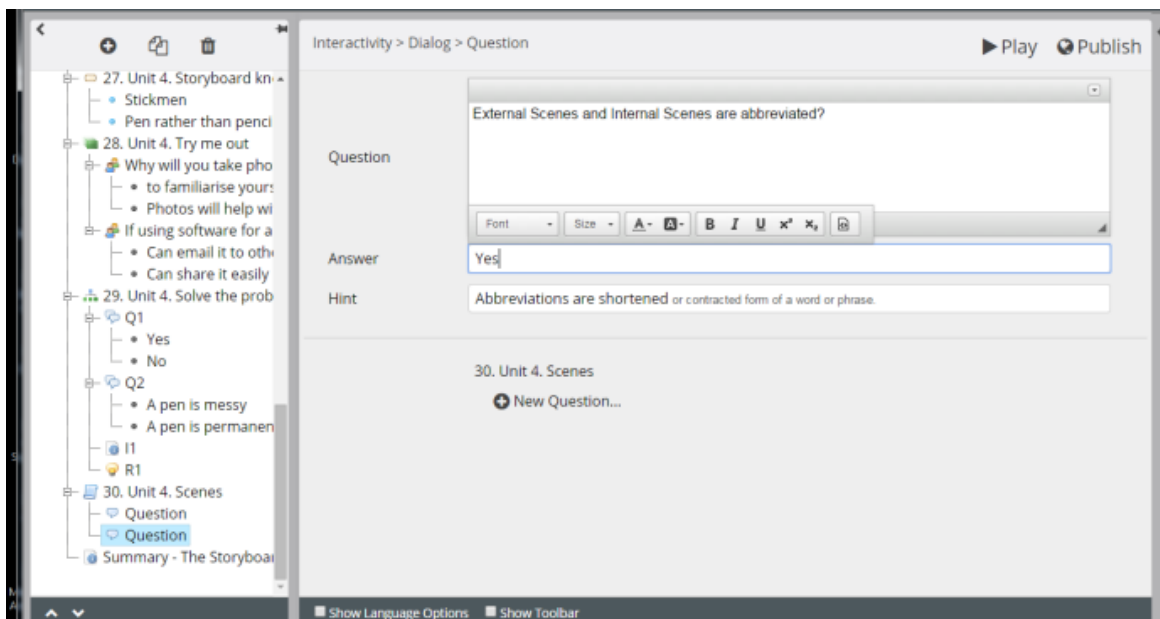 Interactivity > Dialog > Question
Play Publish
27. Unit 4. Storyboard kn
Stickmen
Pen rather than penci
28. Unit 4. Try me out
Why will you take pho
to familiarise yours
Photos will help wi
If using software for a
Can email it to oth
Can share it easily
29. Unit 4. Solve the prob
Q1
Yes
No
Q2
A pen is messy
A pen is permanen
I1
R1
30. Unit 4. Scenes
Question
Question
Summary - The Storyboa
Question
External Scenes and Internal Scenes are abbreviated?
Font Size A A B I U x² x₂
Answer
Yes
Hint
Abbreviations are shortened or contracted form of a word or phrase.
30. Unit 4. Scenes
New Question...
Show Language Options Show Toolbar